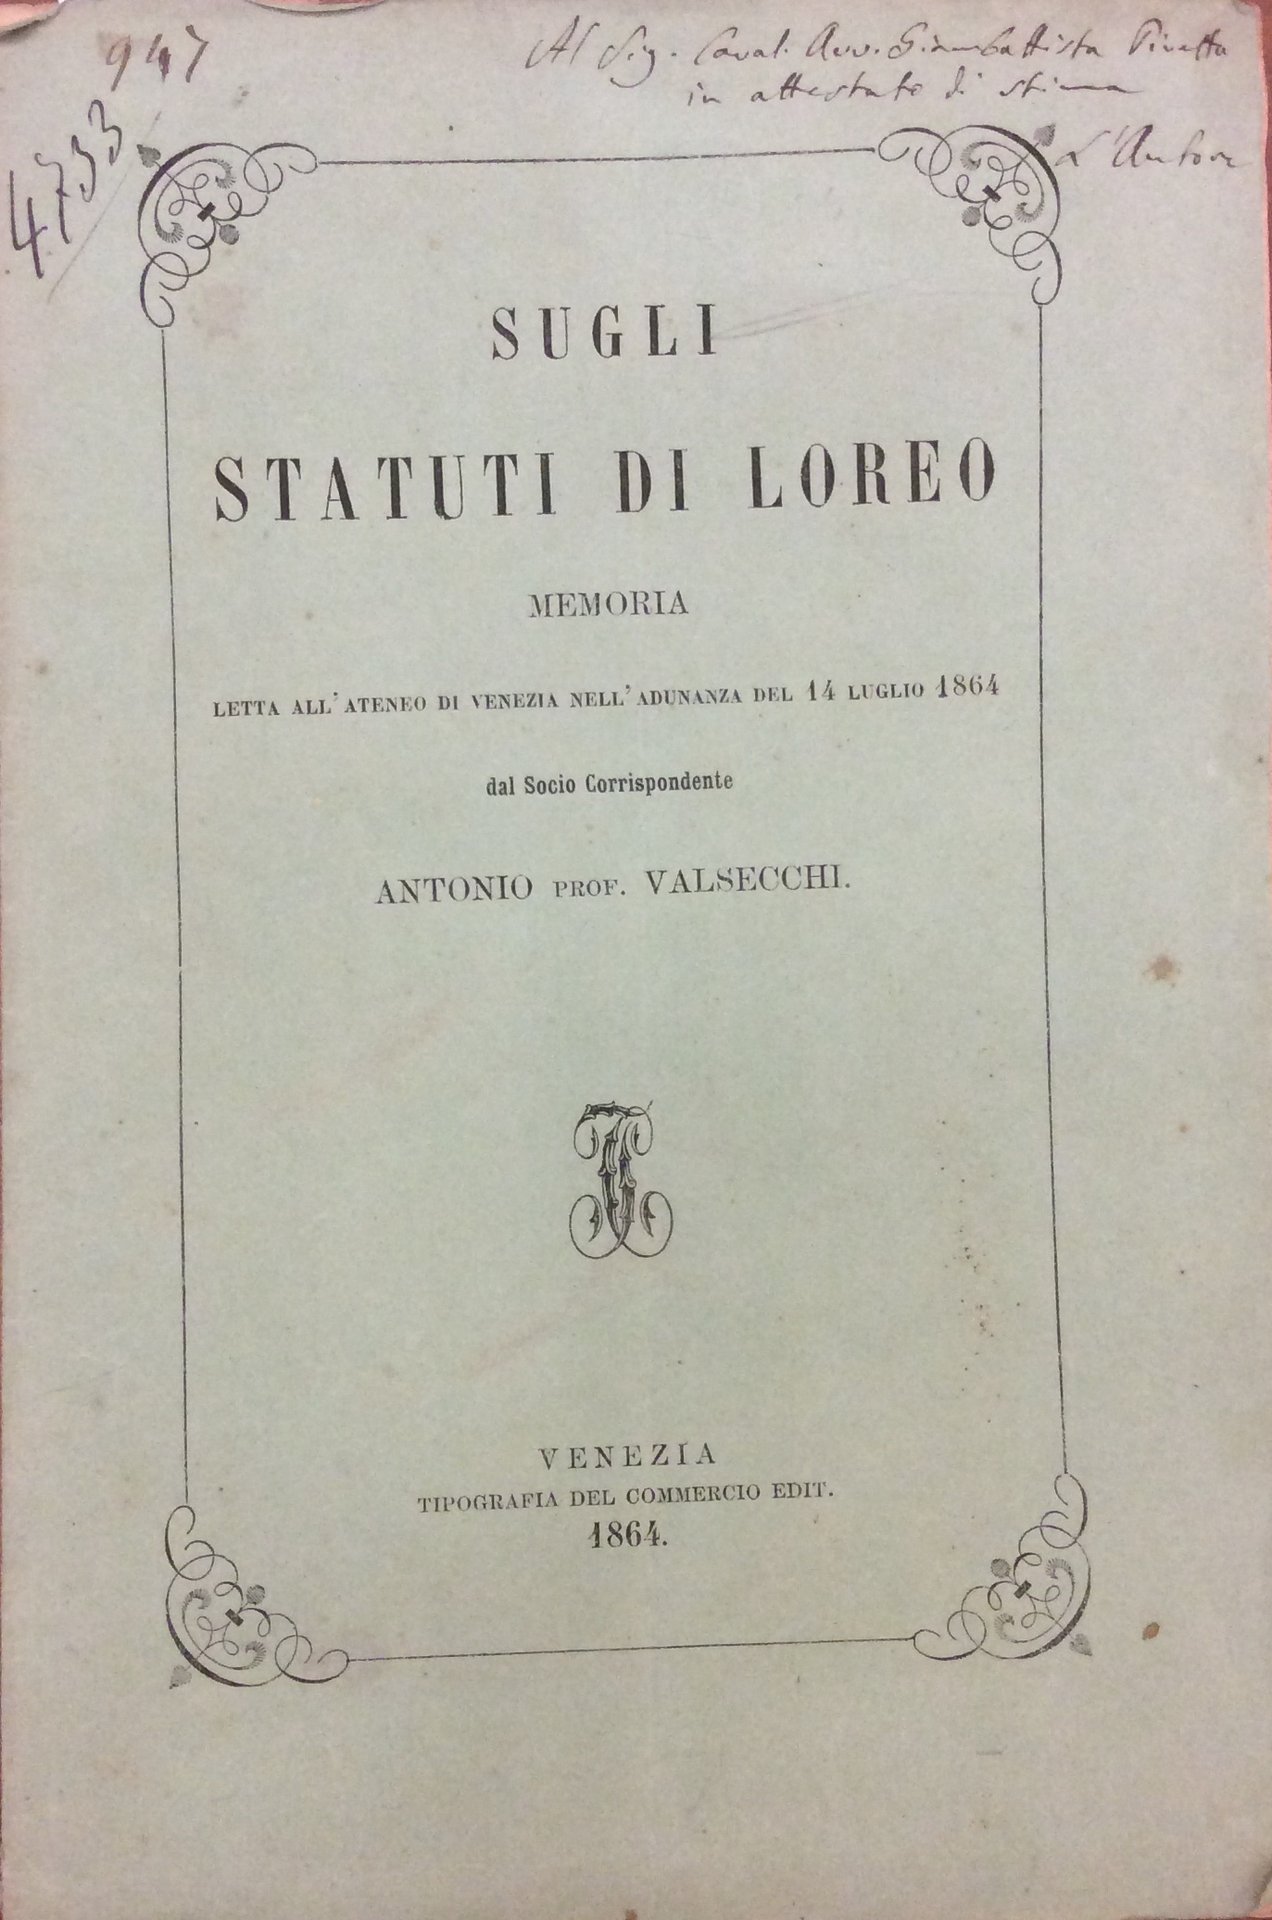 947
4733
Al Sig. Caval. Avv. Giambattista
in attestato di stima
L'Autore
SUGLI
STATUTI DI LOREO
MEMORIA
LETTA ALL'ATENEO DI VENEZIA NELL'ADUNANZA DEL 14 LUGLIO 1864
dal Socio Corrispondente
ANTONIO PROF. VALSECCHI.
VENEZIA
TIPOGRAFIA DEL COMMERCIO EDIT.
1864.